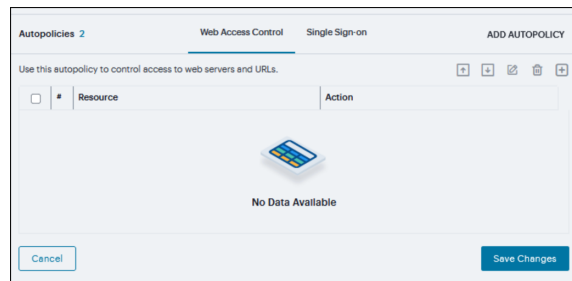 Autopolicies 2 Web Access Control Single Sign-on ADD AUTOPOLICY
Use this autopolicy to control access to web servers and URLs.
# Resource Action
No Data Available
Cancel Save Changes